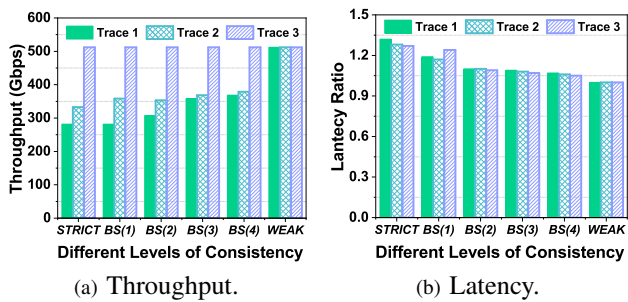 Trace 1 Trace 2 Trace 3
600
500
400
300
200
100
0
Throughput (Gbps)
STRICT BS(1) BS(2) BS(3) BS(4) WEAK
Different Levels of Consistency
(a) Throughput.
Trace 1 Trace 2 Trace 3
1.5
1.2
0.9
0.6
0.3
0.0
Lantecy Ratio
STRICT BS(1) BS(2) BS(3) BS(4) WEAK
Different Levels of Consistency
(b) Latency.